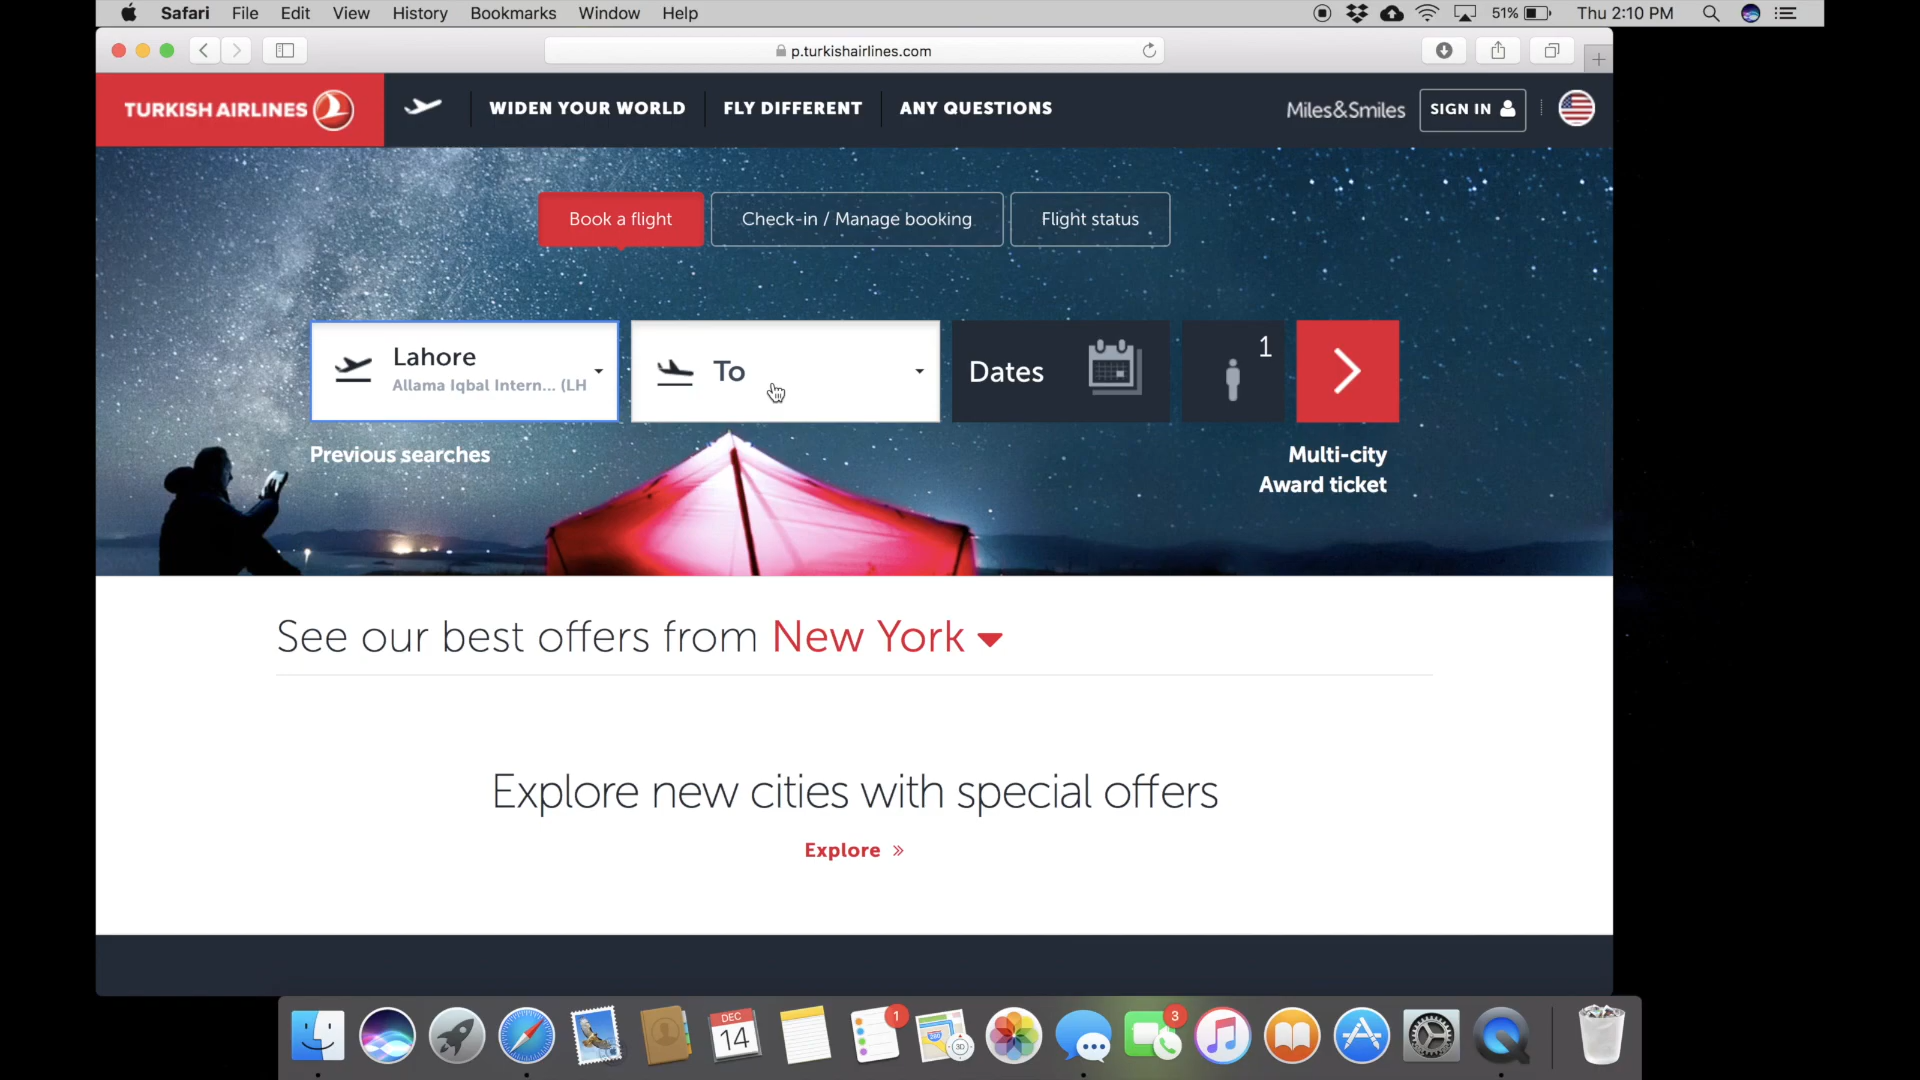 Safari File Edit View History Bookmarks Window Help 51% Thu 2:10 PM
p.turkishairlines.com
TURKISH AIRLINES WIDEN YOUR WORLD FLY DIFFERENT ANY QUESTIONS Miles&Smiles SIGN IN
Book a flight Check-in / Manage booking Flight status
Lahore
Allama Iqbal Intern... (LH
To
Dates
1
Previous searches
Multi-city
Award ticket
See our best offers from New York
Explore new cities with special offers
Explore »
1
3
DEC
14
3D